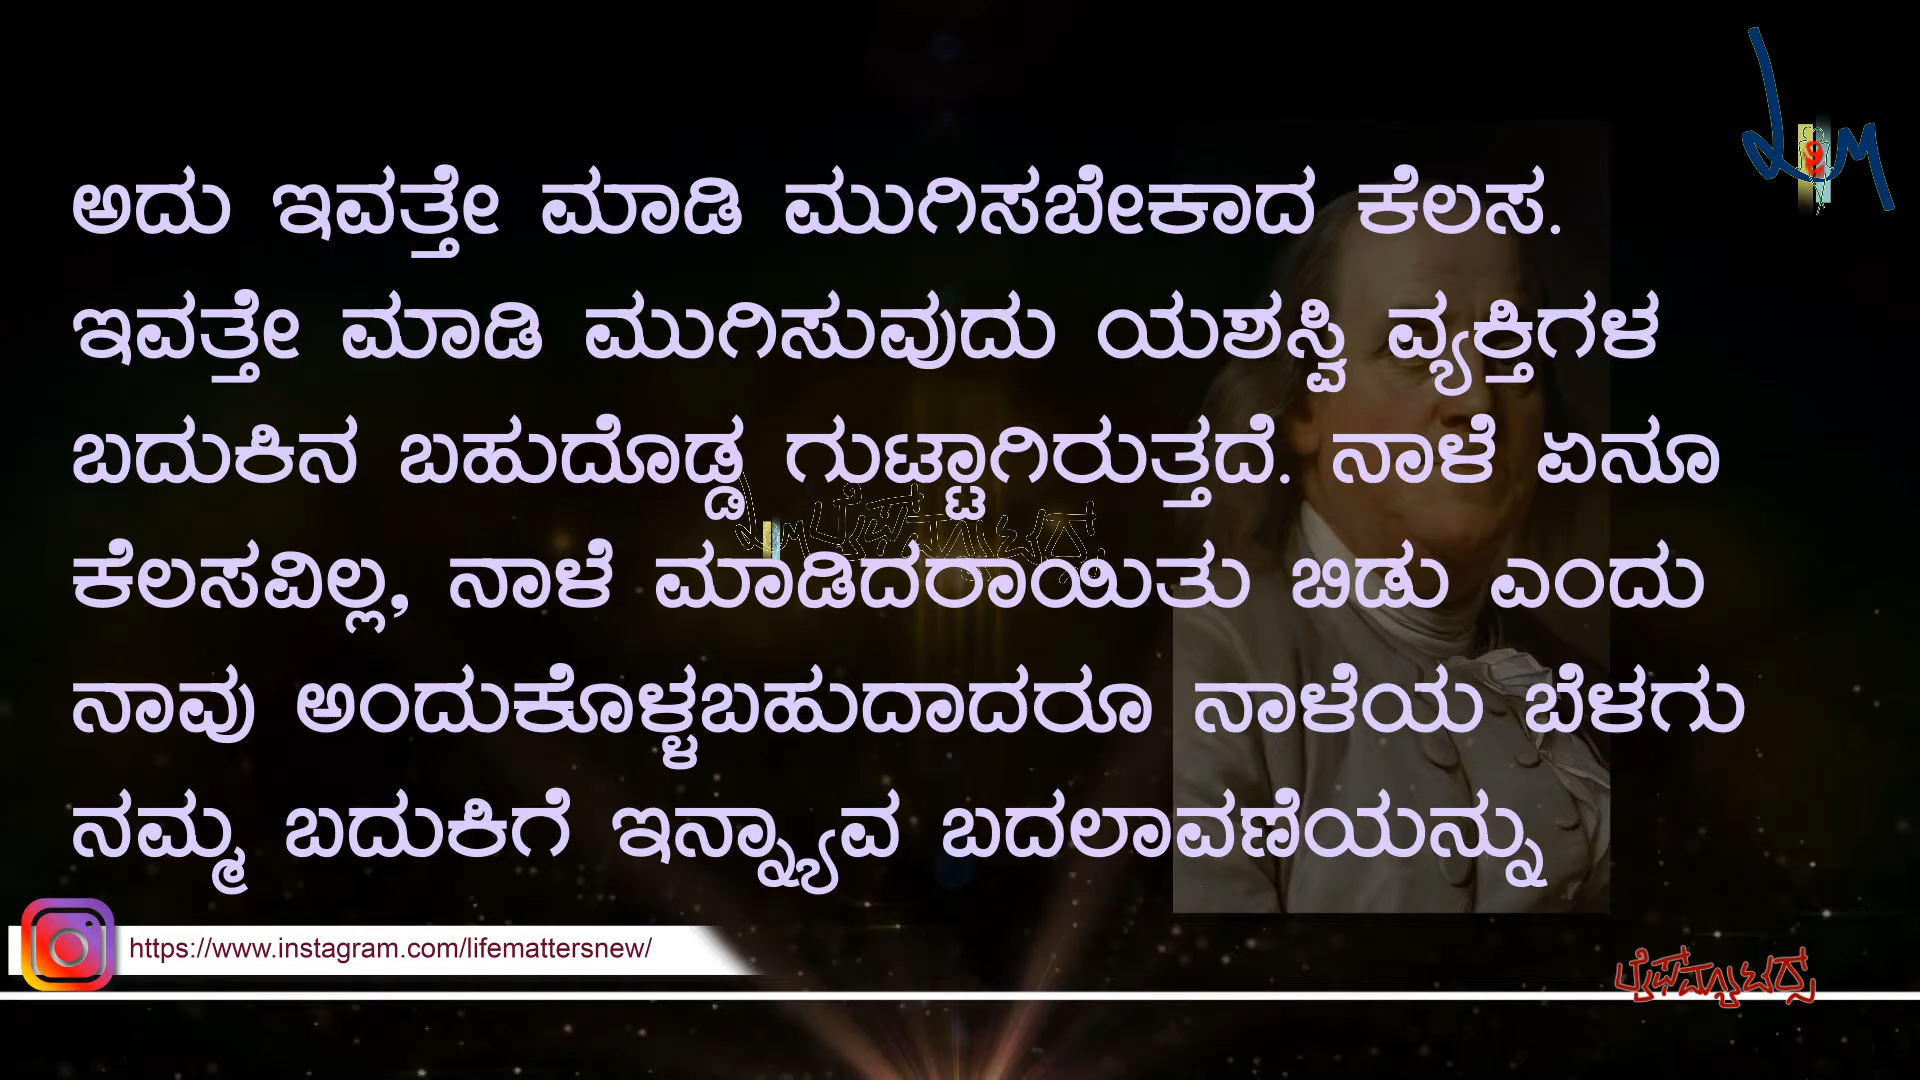 ಅದು ಇವತ್ತೇ ಮಾಡಿ ಮುಗಿಸಬೇಕಾದ ಕೆಲಸ.
ಇವತ್ತೇ ಮಾಡಿ ಮುಗಿಸುವುದು ಯಶಸ್ವಿ ವ್ಯಕ್ತಿಗಳ
ಬದುಕಿನ ಬಹುದೊಡ್ಡ ಗುಟ್ಟಾಗಿರುತ್ತದೆ. ನಾಳೆ ಏನೂ
ಕೆಲಸವಿಲ್ಲ, ನಾಳೆ ಮಾಡಿದರಾಯಿತು ಬಿಡು ಎಂದು
ನಾವು ಅಂದುಕೊಳ್ಳಬಹುದಾದರೂ ನಾಳೆಯ ಬೆಳಗು
ನಮ್ಮ ಬದುಕಿಗೆ ಇನ್ನ್ಯಾವ ಬದಲಾವಣೆಯನ್ನು
https://www.instagram.com/lifemattersnew/
ಲೈಫ್‌ಮ್ಯಾಟರ್ಸ್